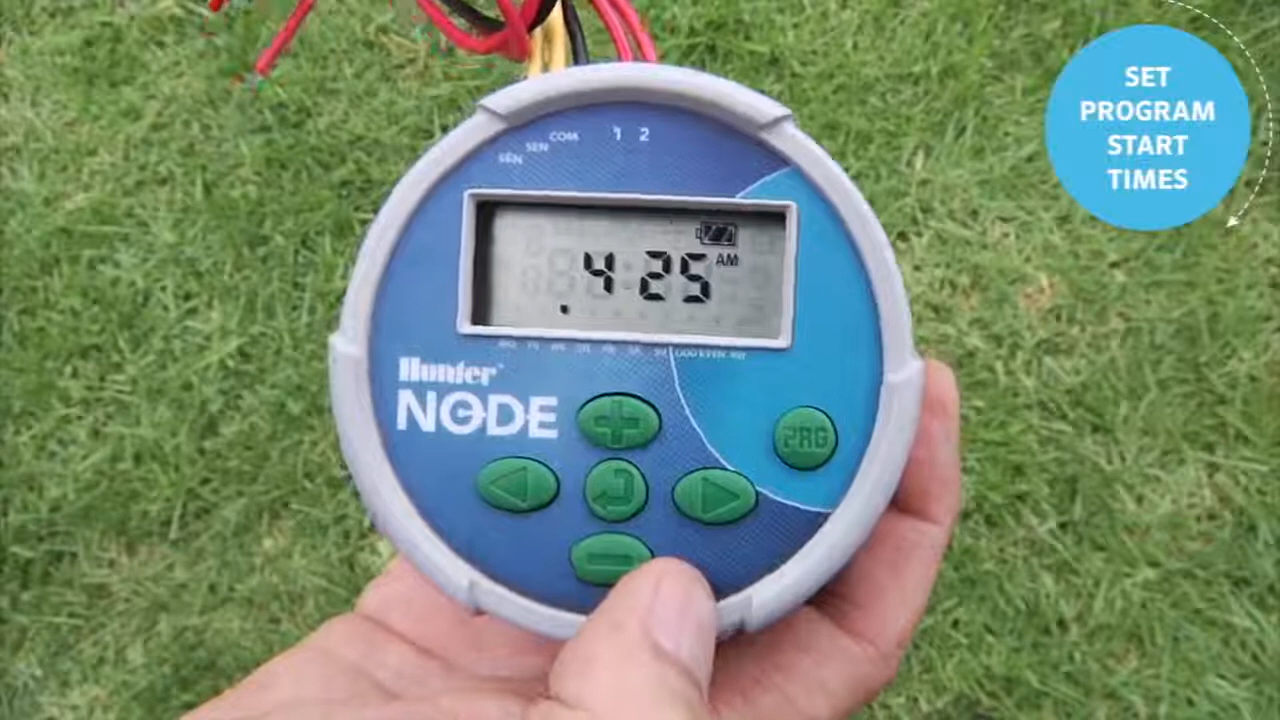 SET
PROGRAM
START
TIMES
SEN SEN COM 1 2
4 25 AM
Hunter
NODE
PRG